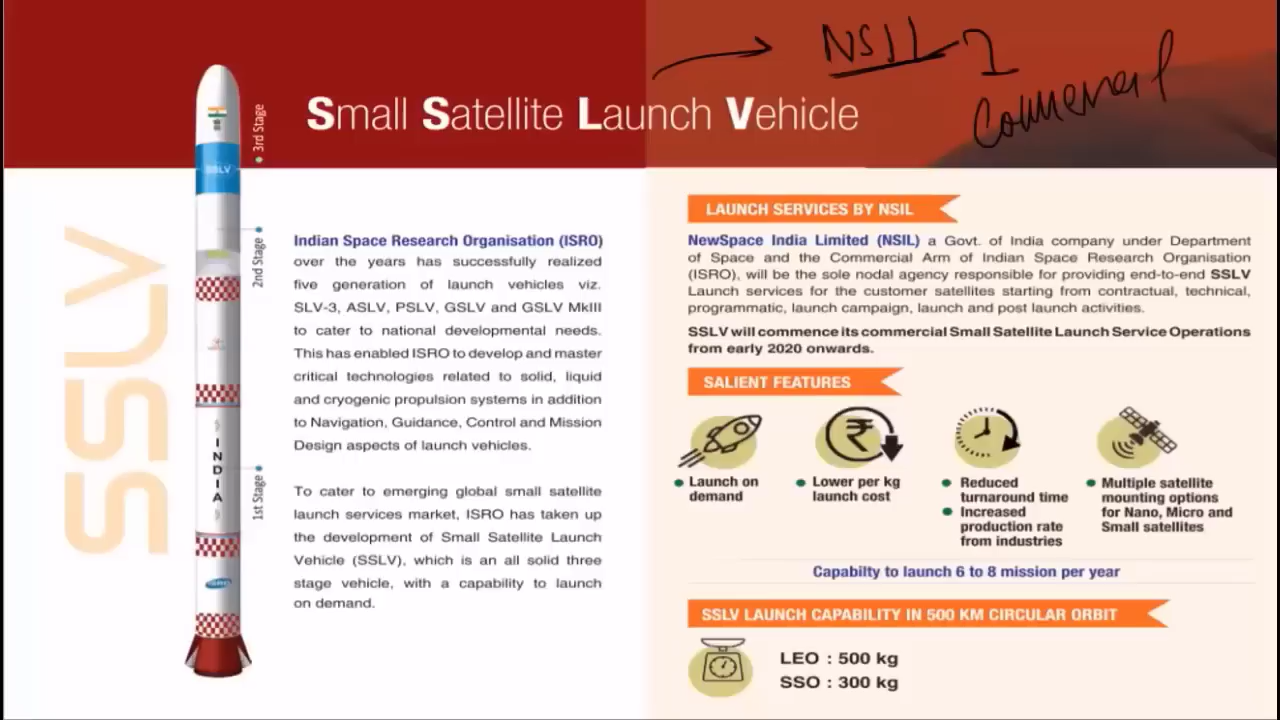 NSIL
Commercial
Small Satellite Launch Vehicle
3rd Stage
SSLV
2nd Stage
INDIA
1st Stage
isro
SSLV
Indian Space Research Organisation (ISRO)
over the years has successfully realized
five generation of launch vehicles viz.
SLV-3, ASLV, PSLV, GSLV and GSLV MkIII
to cater to national developmental needs.
This has enabled ISRO to develop and master
critical technologies related to solid, liquid
and cryogenic propulsion systems in addition
to Navigation, Guidance, Control and Mission
Design aspects of launch vehicles.
To cater to emerging global small satellite
launch services market, ISRO has taken up
the development of Small Satellite Launch
Vehicle (SSLV), which is an all solid three
stage vehicle, with a capability to launch
on demand.
LAUNCH SERVICES BY NSIL
NewSpace India Limited (NSIL) a Govt. of India company under Department
of Space and the Commercial Arm of Indian Space Research Organisation
(ISRO), will be the sole nodal agency responsible for providing end-to-end SSLV
Launch services for the customer satellites starting from contractual, technical,
programmatic, launch campaign, launch and post launch activities.
SSLV will commence its commercial Small Satellite Launch Service Operations
from early 2020 onwards.
SALIENT FEATURES
Launch on
demand
Lower per kg
launch cost
Reduced
turnaround time
Increased
production rate
from industries
Multiple satellite
mounting options
for Nano, Micro and
Small satellites
Capabilty to launch 6 to 8 mission per year
SSLV LAUNCH CAPABILITY IN 500 KM CIRCULAR ORBIT
LEO : 500 kg
SSO : 300 kg